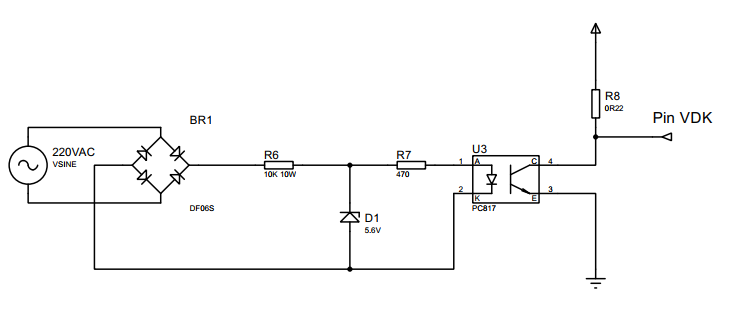 BR1
220VAC
VSINE
DF06S
R6
10K 10W
R7
470
D1
5.6V
U3
1
A
C
4
2
K
E
3
PC817
R8
0R22
Pin VDK